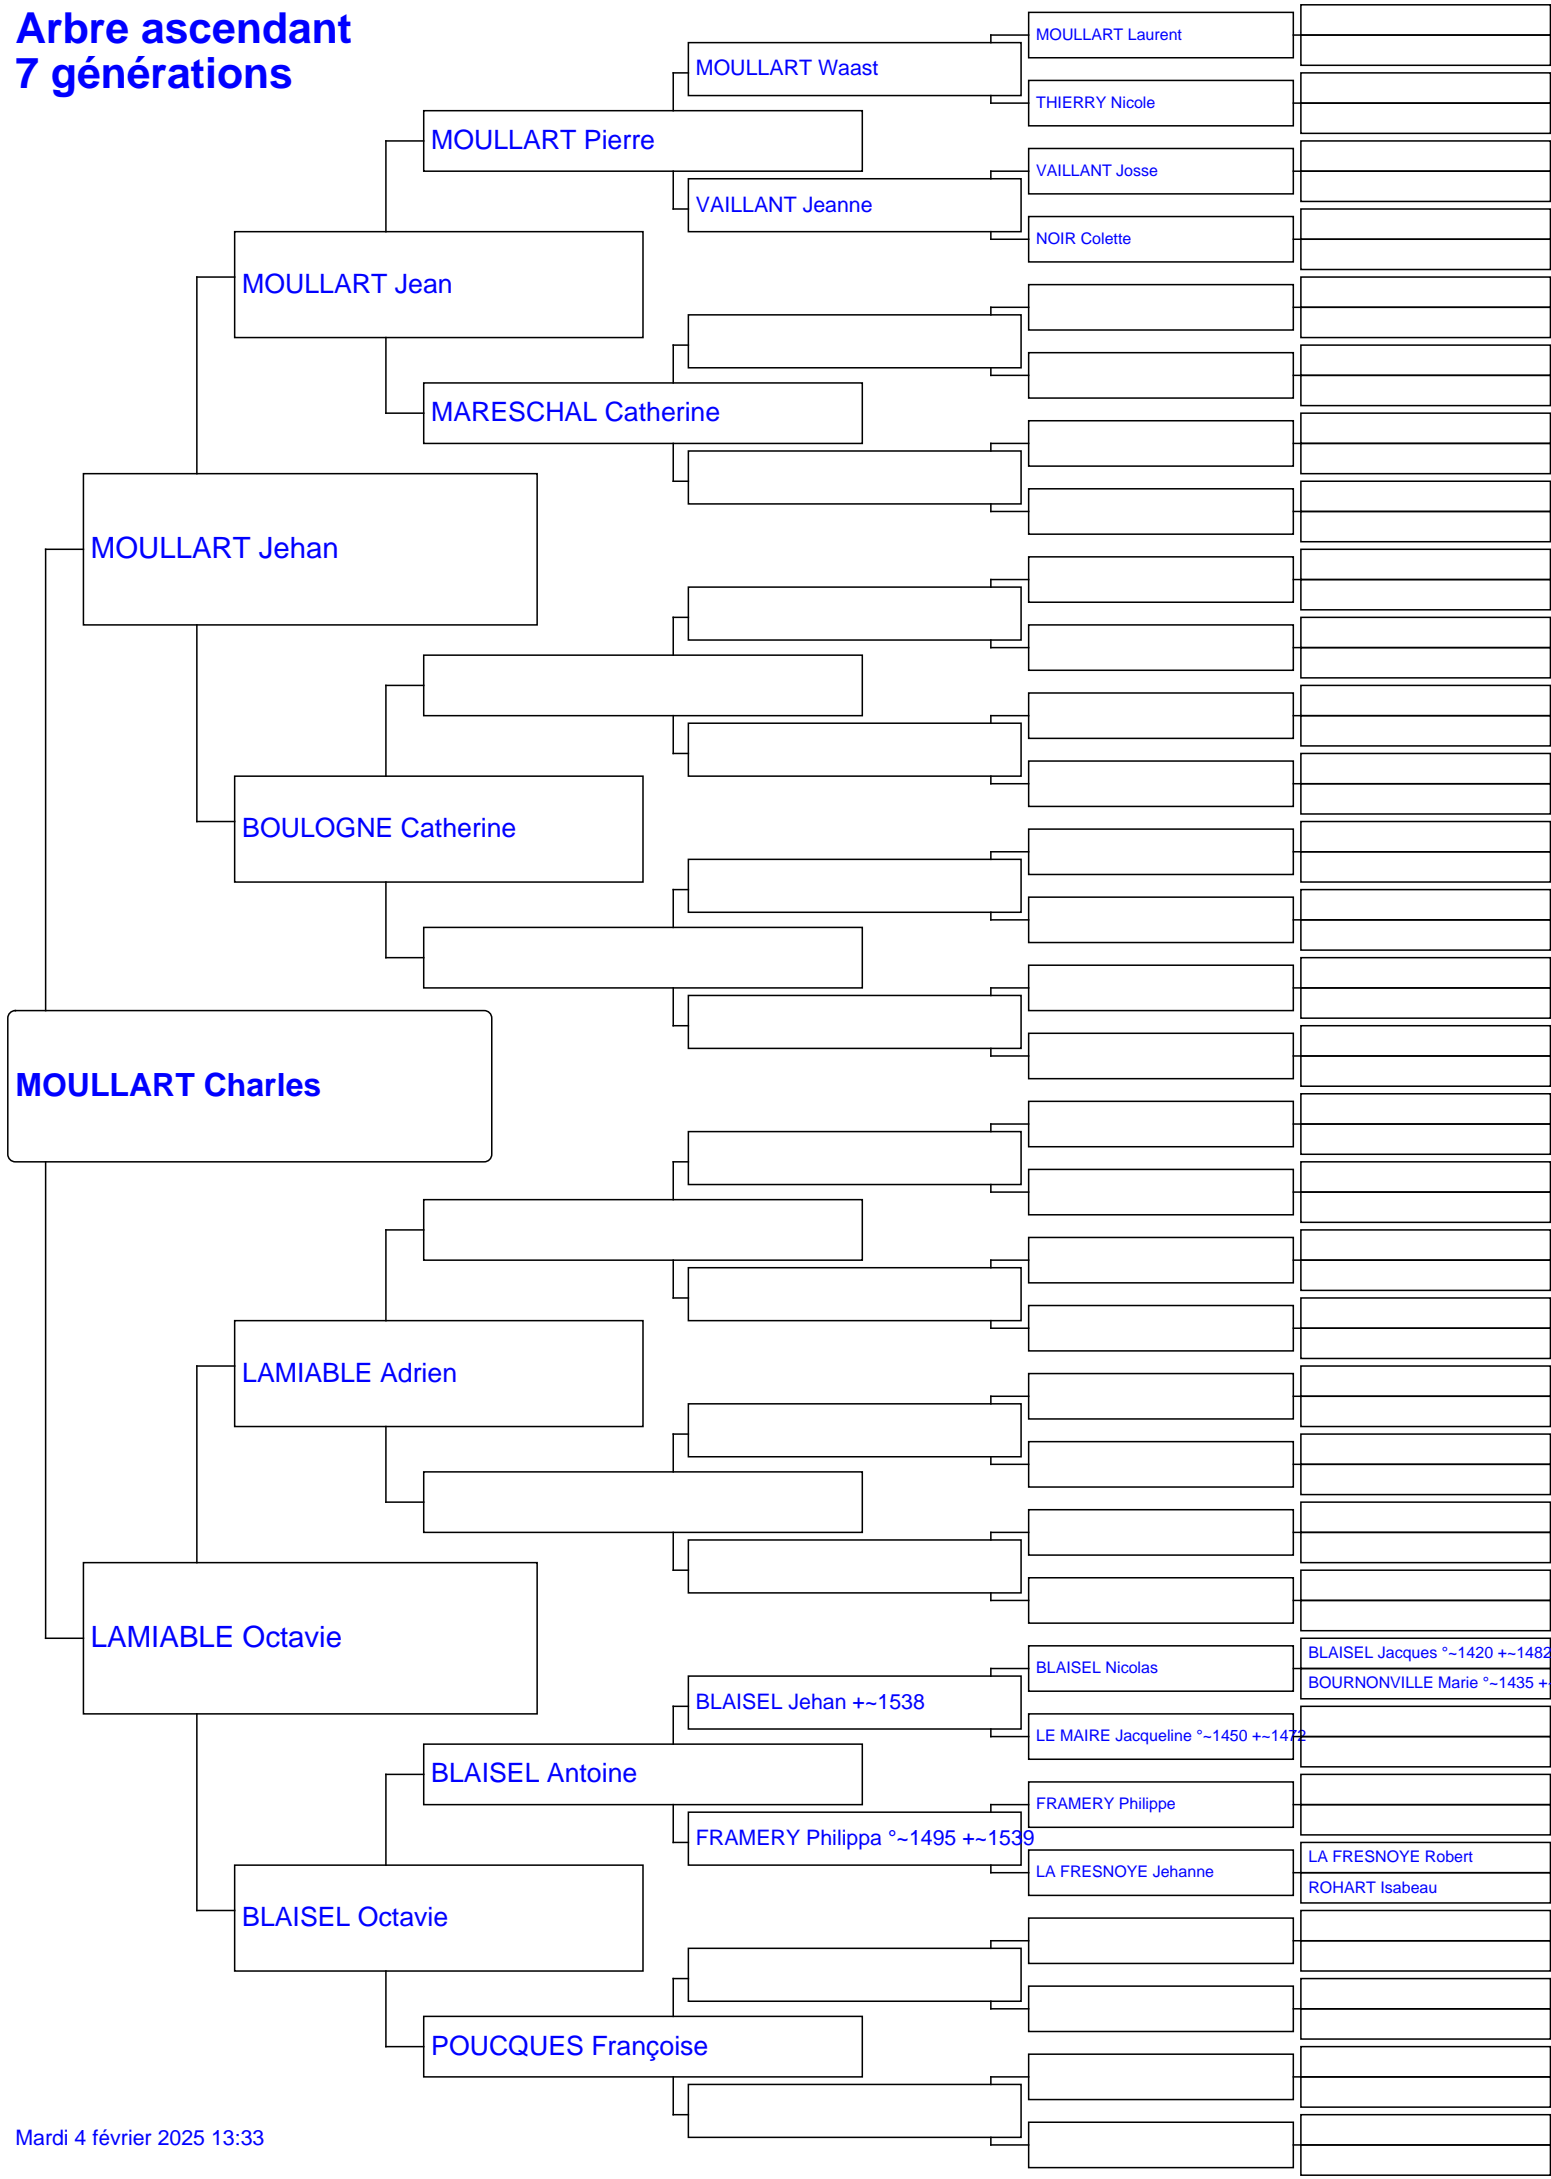 Arbre ascendant
7 générations
MOULLART Laurent
MOULLART Waast
THIERRY Nicole
MOULLART Pierre
VAILLANT Josse
VAILLANT Jeanne
NOIR Colette
MOULLART Jean
MARESCHAL Catherine
MOULLART Jehan
BOULOGNE Catherine
MOULLART Charles
LAMIABLE Adrien
LAMIABLE Octavie
BLAISEL Jacques °~1420 +~1482
BLAISEL Nicolas
BOURNONVILLE Marie °~1435 +
BLAISEL Jehan +~1538
LE MAIRE Jacqueline °~1450 +~1472
BLAISEL Antoine
FRAMERY Philippe
FRAMERY Philippa °~1495 +~1539
LA FRESNOYE Robert
LA FRESNOYE Jehanne
ROHART Isabeau
BLAISEL Octavie
POUCQUES Françoise
Mardi 4 février 2025 13:33